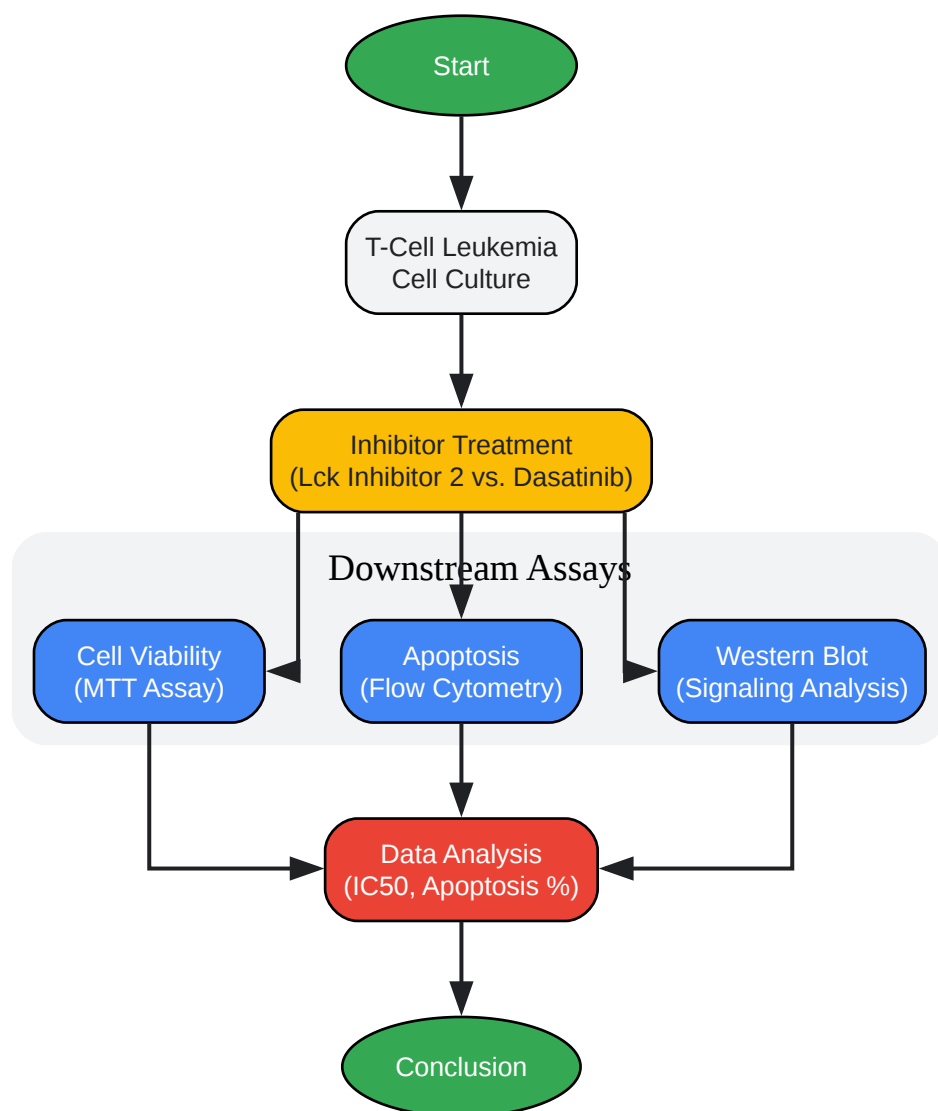 Start
T-Cell Leukemia
Cell Culture
Inhibitor Treatment
(Lck Inhibitor 2 vs. Dasatinib)
Downstream Assays
Cell Viability
(MTT Assay)
Apoptosis
(Flow Cytometry)
Western Blot
(Signaling Analysis)
Data Analysis
(IC50, Apoptosis %)
Conclusion